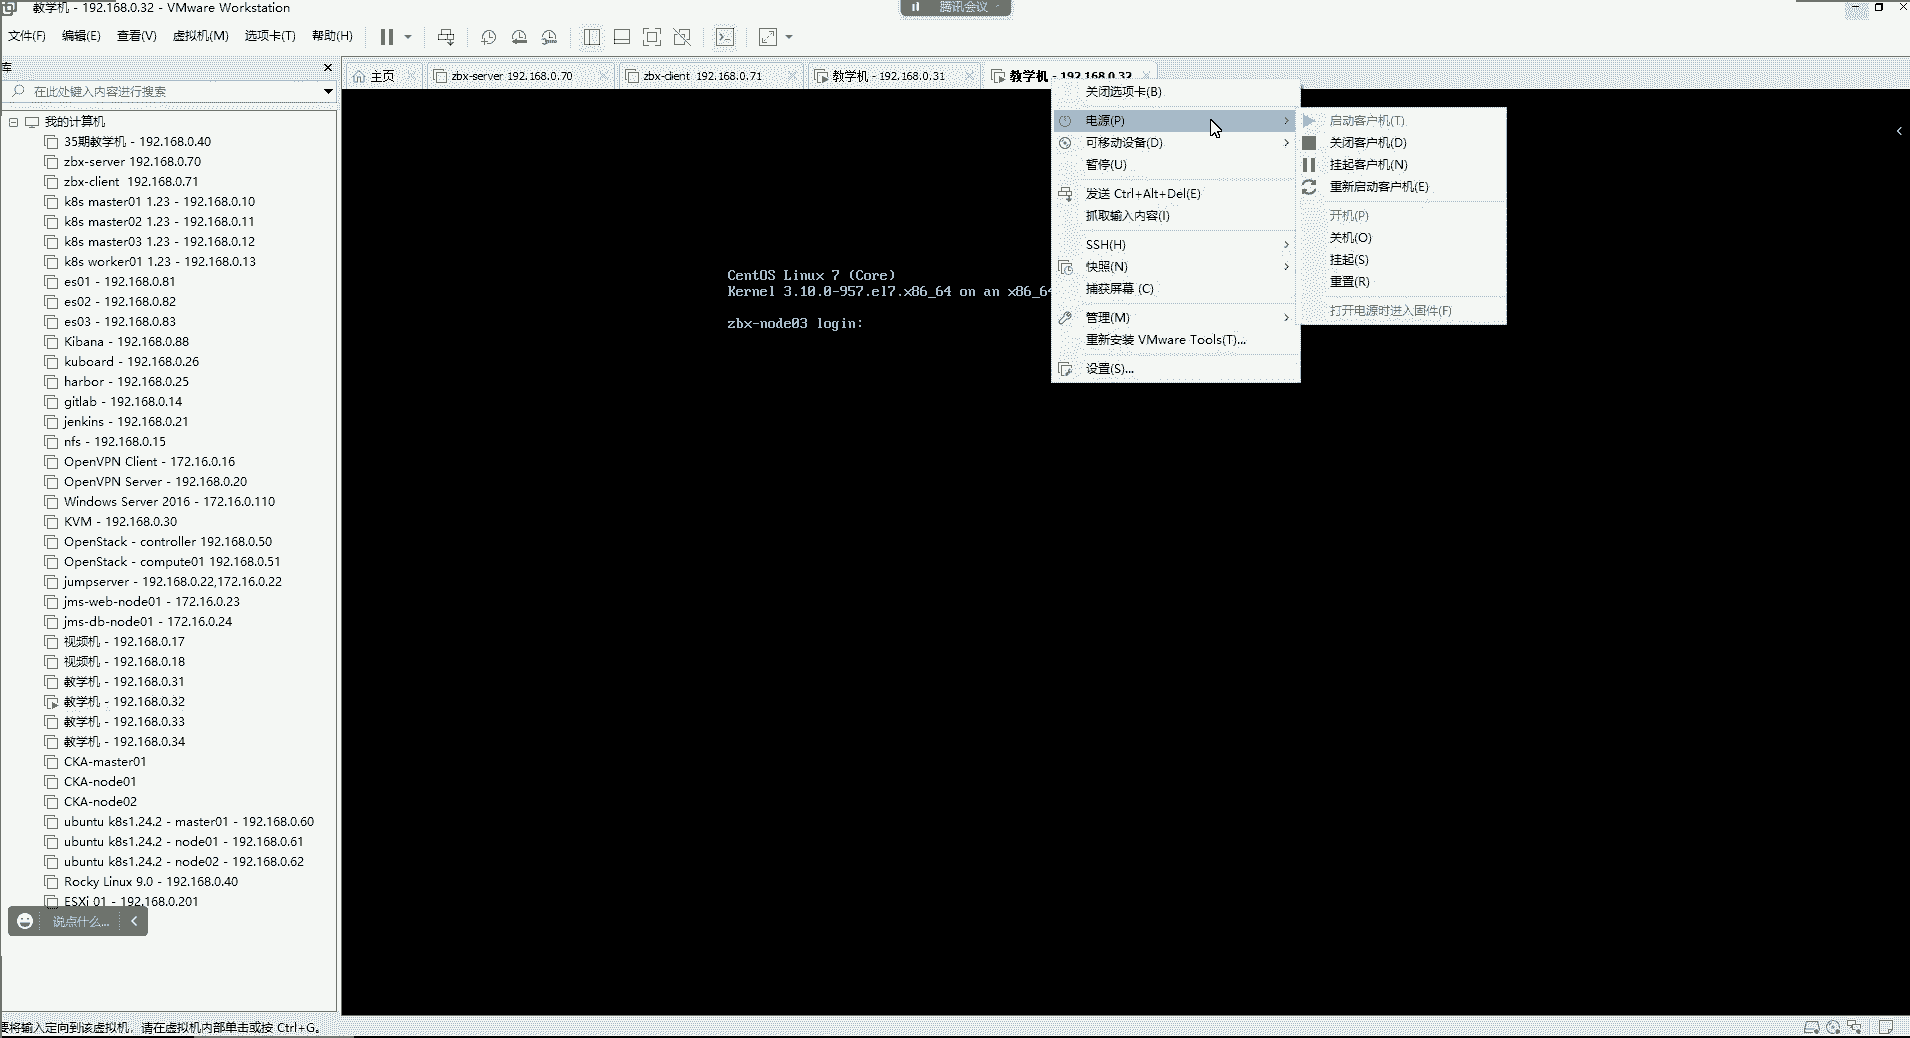 教学机 - 192.168.0.32 - VMware Workstation
腾讯会议
文件(F) 编辑(E) 查看(V) 虚拟机(M) 选项卡(T) 帮助(H)
库
在此处键入内容进行搜索
主页
zbx-server 192.168.0.70
zbx-client 192.168.0.71
教学机 - 192.168.0.31
教学机 - 192.168.0.32
我的计算机
35期教学机 - 192.168.0.40
zbx-server 192.168.0.70
zbx-client 192.168.0.71
k8s master01 1.23 - 192.168.0.10
k8s master02 1.23 - 192.168.0.11
k8s master03 1.23 - 192.168.0.12
k8s worker01 1.23 - 192.168.0.13
es01 - 192.168.0.81
es02 - 192.168.0.82
es03 - 192.168.0.83
Kibana - 192.168.0.88
kuboard - 192.168.0.26
harbor - 192.168.0.25
gitlab - 192.168.0.14
jenkins - 192.168.0.21
nfs - 192.168.0.15
OpenVPN Client - 172.16.0.16
OpenVPN Server - 192.168.0.20
Windows Server 2016 - 172.16.0.110
KVM - 192.168.0.30
OpenStack - controller 192.168.0.50
OpenStack - compute01 192.168.0.51
jumpserver - 192.168.0.22,172.16.0.22
jms-web-node01 - 172.16.0.23
jms-db-node01 - 172.16.0.24
视频机 - 192.168.0.17
视频机 - 192.168.0.18
教学机 - 192.168.0.31
教学机 - 192.168.0.32
教学机 - 192.168.0.33
教学机 - 192.168.0.34
CKA-master01
CKA-node01
CKA-node02
ubuntu k8s1.24.2 - master01 - 192.168.0.60
ubuntu k8s1.24.2 - node01 - 192.168.0.61
ubuntu k8s1.24.2 - node02 - 192.168.0.62
Rocky Linux 9.0 - 192.168.0.40
ESXi 01 - 192.168.0.201
说点什么...
CentOS Linux 7 (Core)
Kernel 3.10.0-957.el7.x86_64 on an x86_64
zbx-node03 login:
关闭选项卡(B)
电源(P)
可移动设备(D)
暂停(U)
发送 Ctrl+Alt+Del(E)
抓取输入内容(I)
SSH(H)
快照(N)
捕获屏幕 (C)
管理(M)
重新安装 VMware Tools(T)...
设置(S)...
启动客户机(T)
关闭客户机(D)
挂起客户机(N)
重新启动客户机(E)
开机(P)
关机(O)
挂起(S)
重置(R)
打开电源时进入固件(F)
要将输入定向到该虚拟机，请在虚拟机内部单击或按 Ctrl+G。